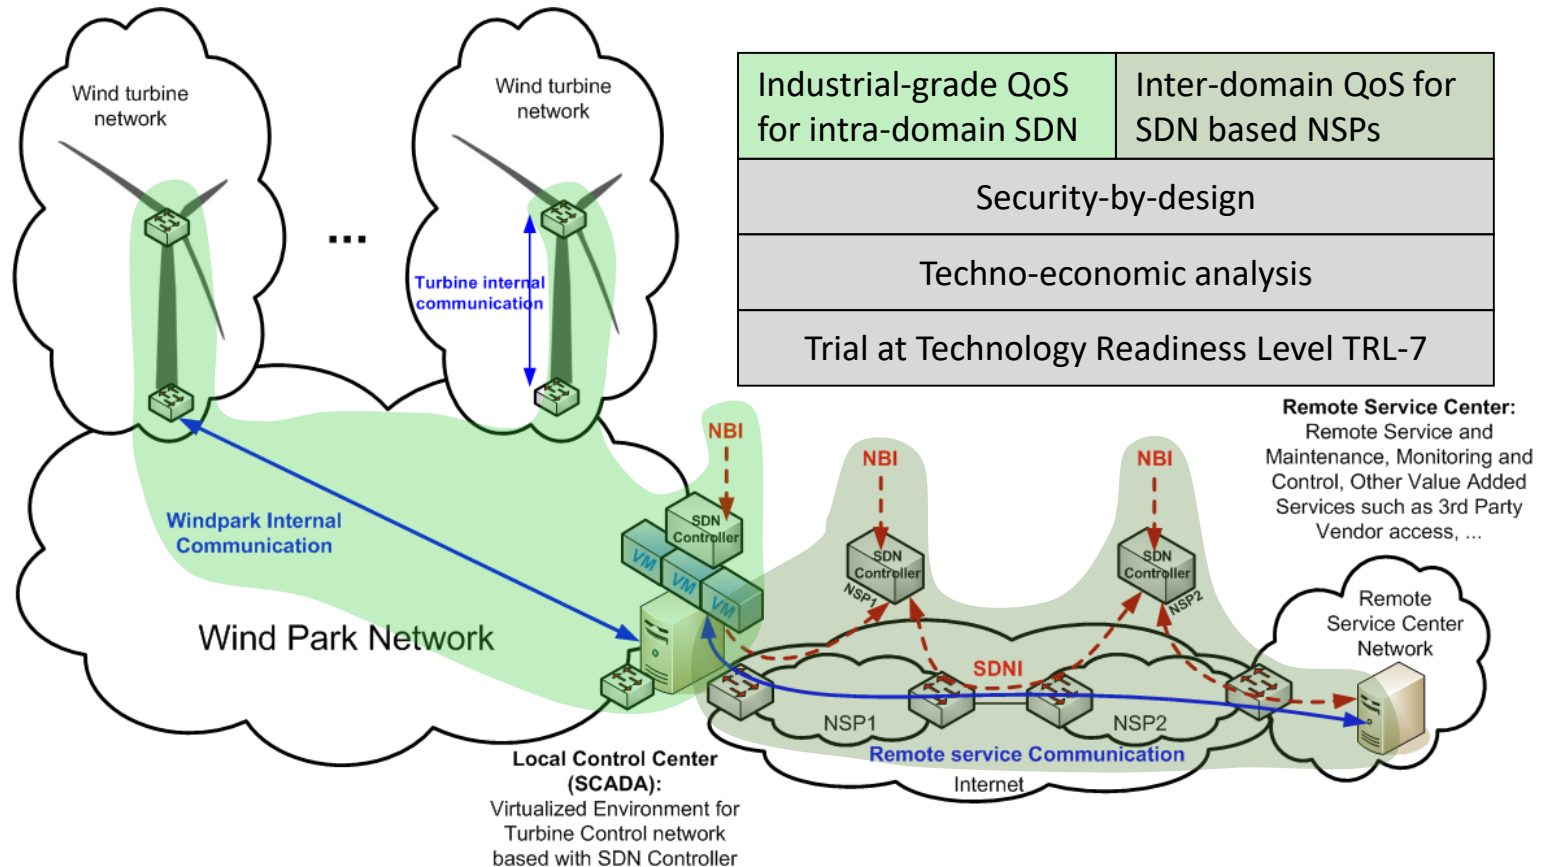 Wind turbine
network
Wind turbine
network
...
Turbine internal
communication
Industrial-grade QoS
for intra-domain SDN
Inter-domain QoS for
SDN based NSPs
Security-by-design
Techno-economic analysis
Trial at Technology Readiness Level TRL-7
Remote Service Center:
Remote Service and
Maintenance, Monitoring and
Control, Other Value Added
Services such as 3rd Party
Vendor access, ...
NBI
NBI
NBI
SDN
Controller
SDN
Controller
NSP1
SDN
Controller
NSP2
VM
VM
VM
Windpark Internal
Communication
Wind Park Network
Remote
Service Center
Network
SDNI
NSP1
NSP2
Remote service Communication
Internet
Local Control Center
(SCADA):
Virtualized Environment for
Turbine Control network
based with SDN Controller